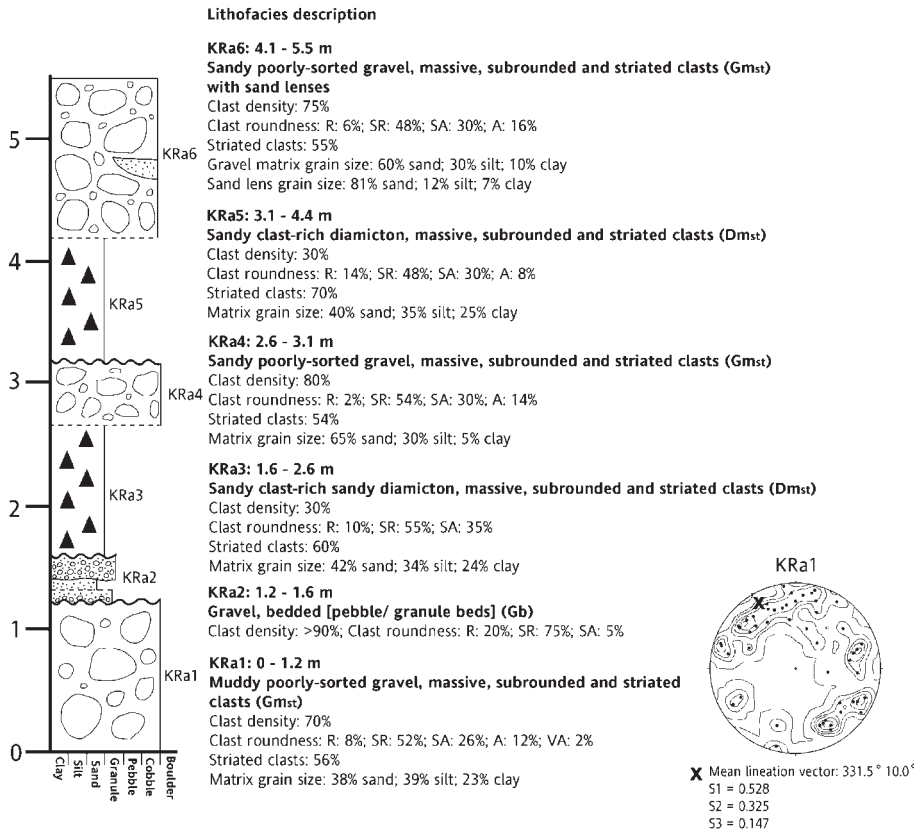 Lithofacies description
KRa6: 4.1 - 5.5 m
Sandy poorly-sorted gravel, massive, subrounded and striated clasts (Gmst)
with sand lenses
Clast density: 75%
Clast roundness: R: 6%; SR: 48%; SA: 30%; A: 16%
Striated clasts: 55%
Gravel matrix grain size: 60% sand; 30% silt; 10% clay
Sand lens grain size: 81% sand; 12% silt; 7% clay
KRa5: 3.1 - 4.4 m
Sandy clast-rich diamicton, massive, subrounded and striated clasts (Dmst)
Clast density: 30%
Clast roundness: R: 14%; SR: 48%; SA: 30%; A: 8%
Striated clasts: 70%
Matrix grain size: 40% sand; 35% silt; 25% clay
KRa4: 2.6 - 3.1 m
Sandy poorly-sorted gravel, massive, subrounded and striated clasts (Gmst)
Clast density: 80%
Clast roundness: R: 2%; SR: 54%; SA: 30%; A: 14%
Striated clasts: 54%
Matrix grain size: 65% sand; 30% silt; 5% clay
KRa3: 1.6 - 2.6 m
Sandy clast-rich sandy diamicton, massive, subrounded and striated clasts (Dmst)
Clast density: 30%
Clast roundness: R: 10%; SR: 55%; SA: 35%
Striated clasts: 60%
Matrix grain size: 42% sand; 34% silt; 24% clay
KRa2: 1.2 - 1.6 m
Gravel, bedded [pebble/ granule beds] (Gb)
Clast density: >90%; Clast roundness: R: 20%; SR: 75%; SA: 5%
KRa1: 0 - 1.2 m
Muddy poorly-sorted gravel, massive, subrounded and striated
clasts (Gmst)
Clast density: 70%
Clast roundness: R: 8%; SR: 52%; SA: 26%; A: 12%; VA: 2%
Striated clasts: 56%
Matrix grain size: 38% sand; 39% silt; 23% clay
5
4
3
2
1
0
KRa6
KRa5
KRa4
KRa3
KRa2
KRa1
Clay
Silt
Sand
Granule
Pebble
Cobble
Boulder
KRa1
X
X Mean lineation vector: 331.5° 10.0°
S1 = 0.528
S2 = 0.325
S3 = 0.147